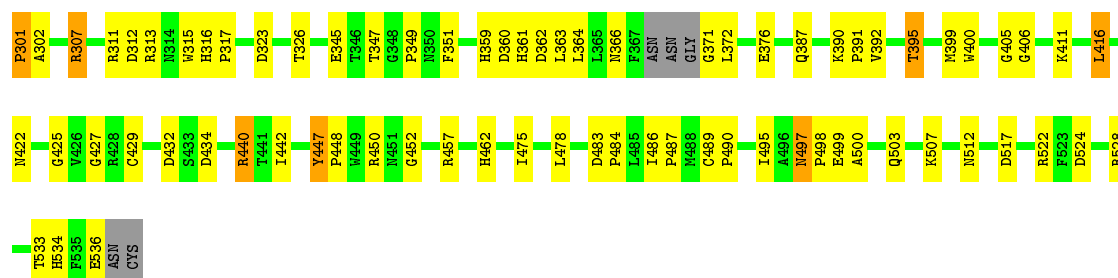 P301 A302 R307 R311 D312 R313 N314 W315 H316 P317 D323 T326 E345 T346 T347 G348 P349 N350 F351 H359 D360 H361 D362 L363 L364 L365 N366 F367 ASN ASN GLY G371 L372 E376 Q387 K390 P391 V392 T395 M399 W400 G405 G406 K411 L416
N422 G425 V426 G427 R428 C429 D432 S433 D434 R440 T441 I442 Y447 P448 W449 R450 N451 G452 R457 H462 I475 L478 D483 P484 L485 I486 P487 M488 C489 P490 I495 A496 N497 P498 E499 A500 Q503 K507 N512 D517 R522 F523 D524 R528
T533 H534 F535 E536 ASN CYS